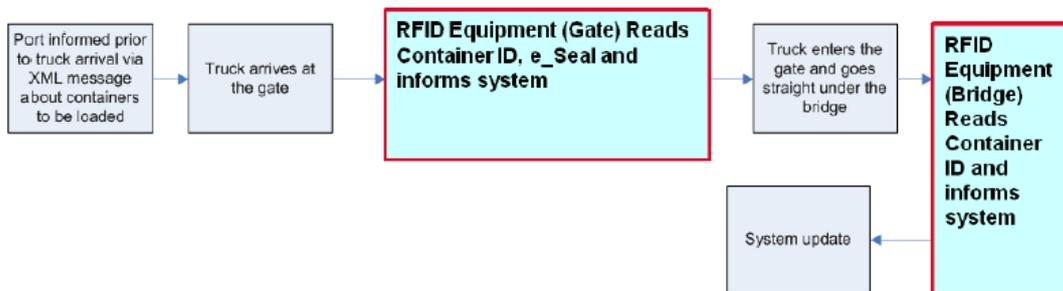 Port informed prior
to truck arrival via
XML message
about containers
to be loaded
Truck arrives at
the gate
RFID Equipment (Gate) Reads
Container ID, e_Seal and
informs system
Truck enters the
gate and goes
straight under the
bridge
RFID
Equipment
(Bridge)
Reads
Container
ID and
informs
system
System update